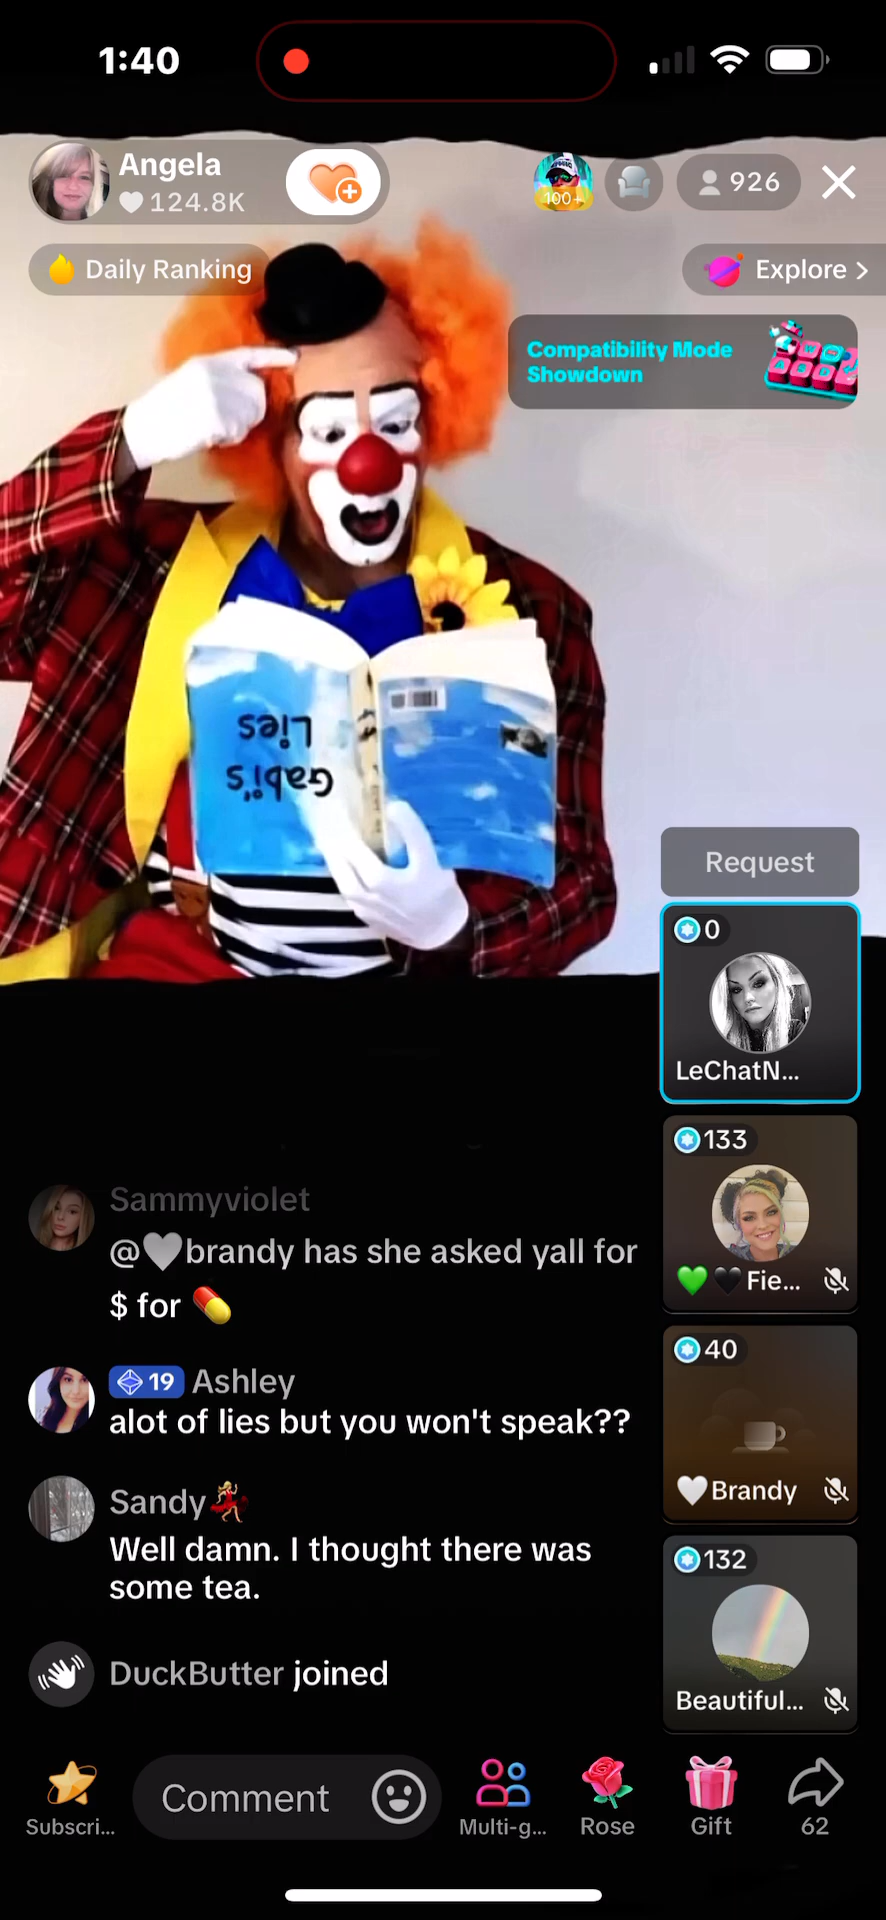 1:40
Angela
124.8K
100+
926
Daily Ranking
Explore >
Compatibility Mode
Showdown
Gabi's
Lies
Request
0
LeChatN...
133
Fie...
40
Brandy
132
Beautiful...
Sammyviolet
@🤍brandy has she asked yall for
$ for 💊
19 Ashley
alot of lies but you won't speak??
Sandy💃
Well damn. I thought there was
some tea.
DuckButter joined
Subscri...
Comment
Multi-g...
Rose
Gift
62